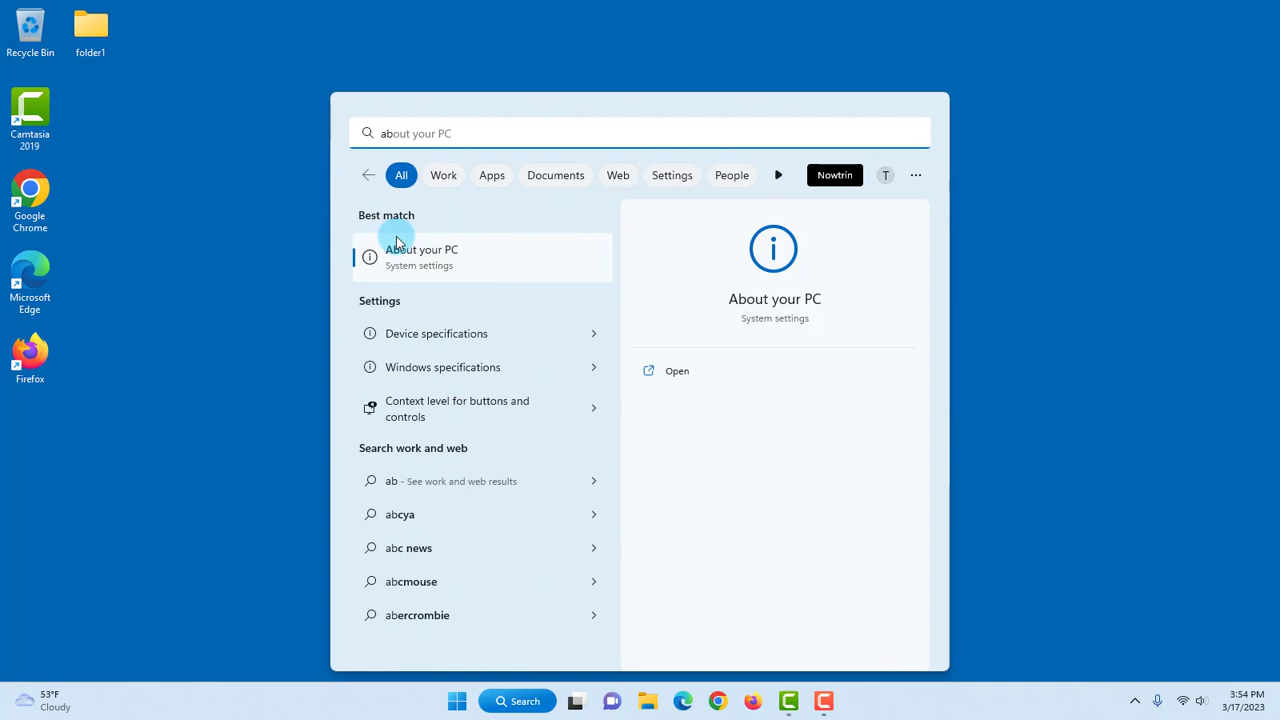 Recycle Bin
folder1
Camtasia
2019
Google
Chrome
Microsoft
Edge
Firefox
about your PC
All
Work
Apps
Documents
Web
Settings
People
Nowtrin
T
Best match
About your PC
System settings
Settings
Device specifications
Windows specifications
Context level for buttons and
controls
Search work and web
ab - See work and web results
abcya
abc news
abcmouse
abercrombie
About your PC
System settings
Open
53°F
Cloudy
Search
3:54 PM
3/17/2023